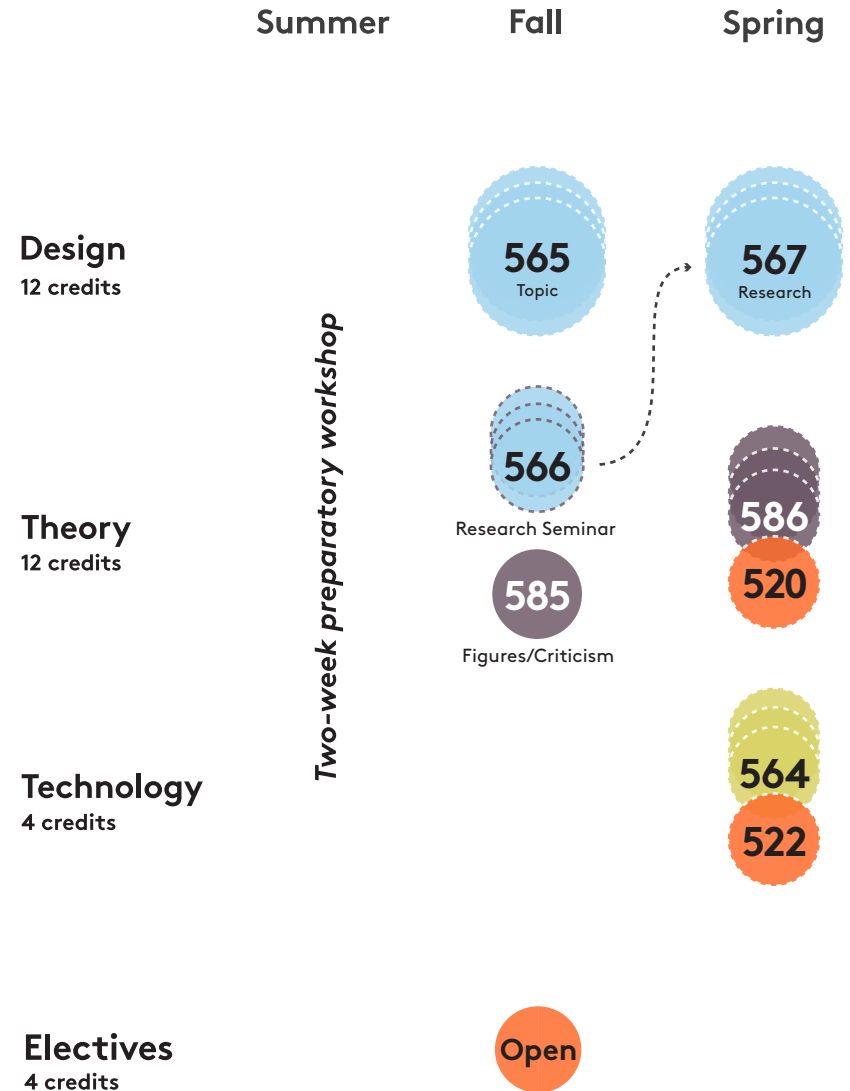 Summer Fall Spring
Design
12 credits
565
Topic
567
Research
Two-week preparatory workshop
Theory
12 credits
566
Research Seminar
585
Figures/Criticism
586
520
Technology
4 credits
564
522
Electives
4 credits
Open